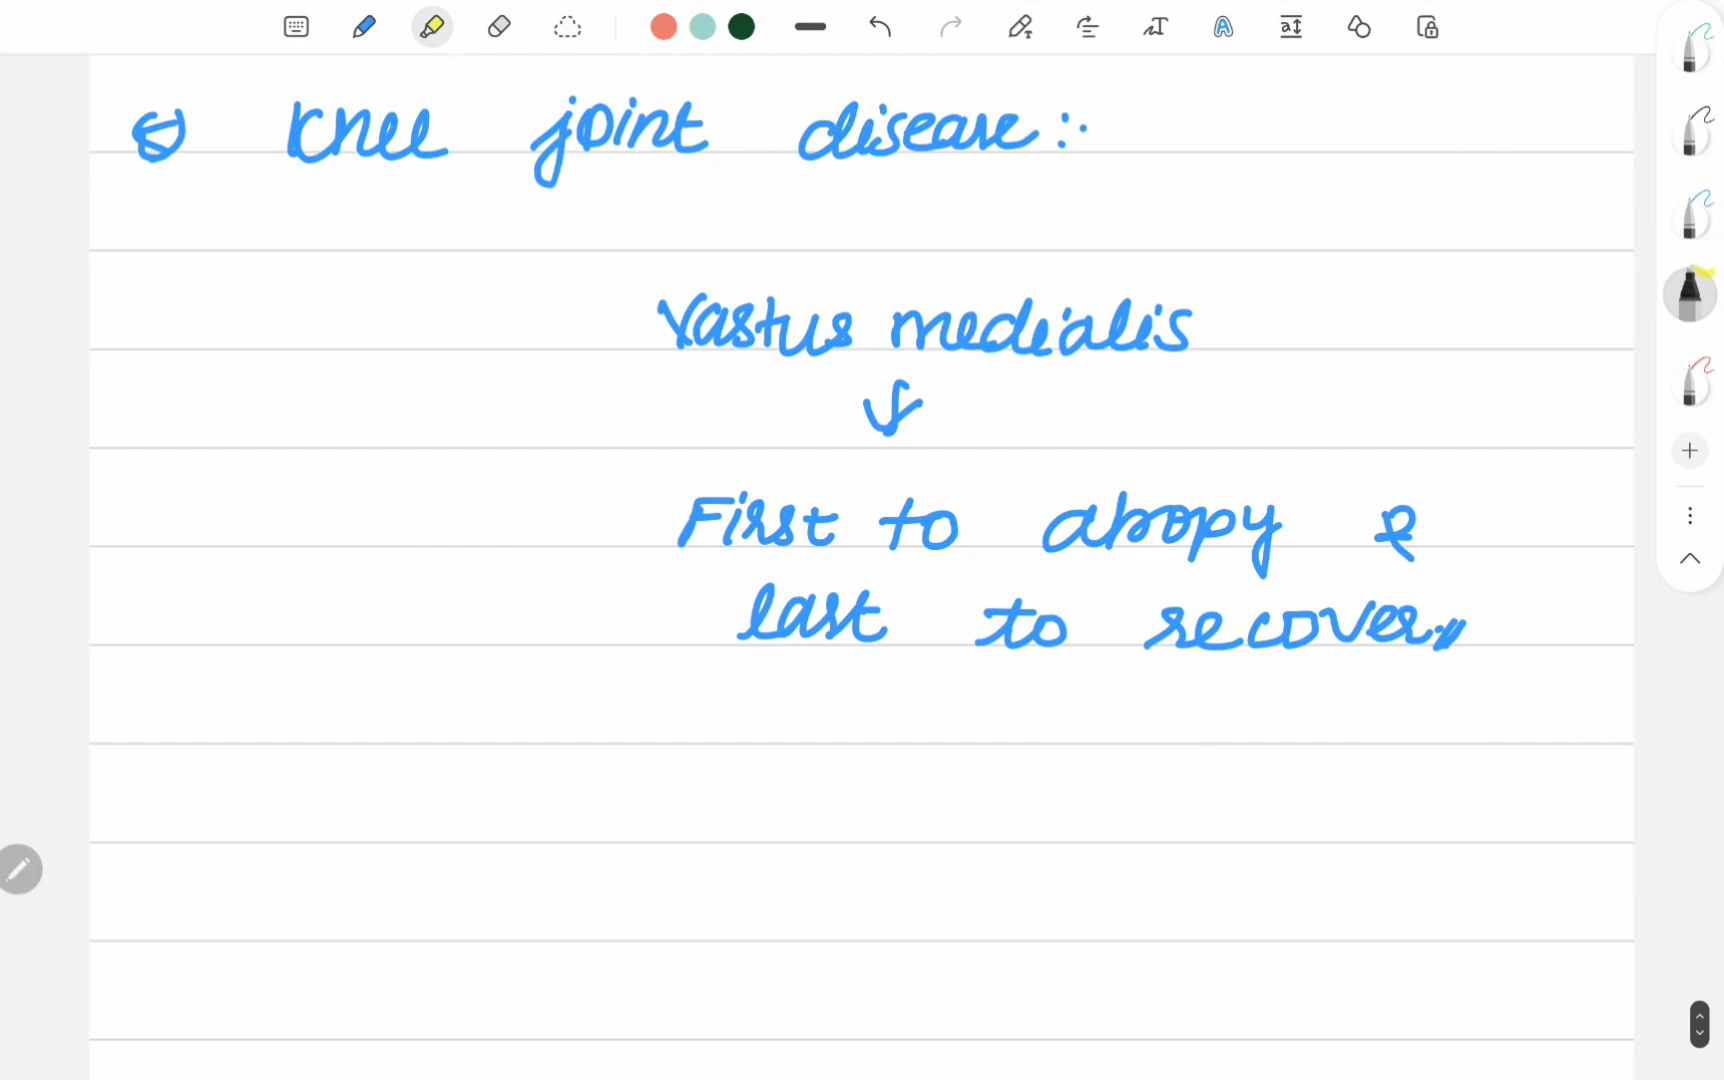 Knee joint disease :-
Vastus medialis
↓
First to atropy &
last to recover.